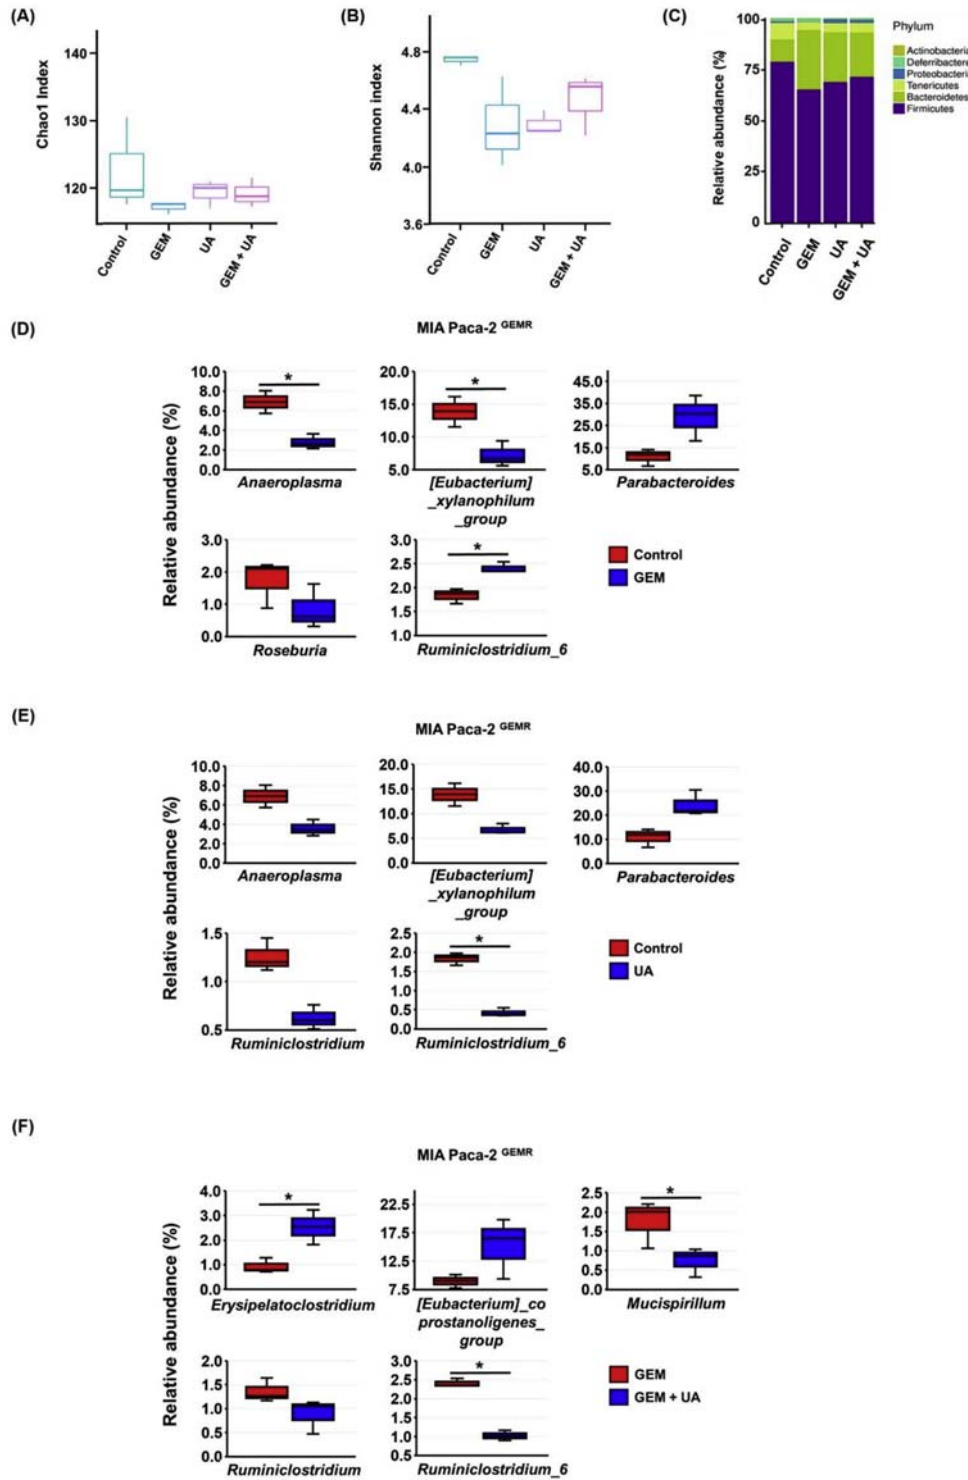 (A)
Chao1 Index
140
130
120
Control
GEM
UA
GEM + UA
(B)
Shannon index
4.8
4.4
4.0
3.6
Control
GEM
UA
GEM + UA
(C)
Relative abundance (%)
100
75
50
25
0
Control
GEM
UA
GEM + UA
Phylum
Actinobacteria
Deferribactere
Proteobacteria
Tenericutes
Bacteroidetes
Firmicutes
(D)
MIA Paca-2 GEMR
Relative abundance (%)
10.0
8.0
6.0
4.0
2.0
0.0
*
Anaeroplasma
20.0
15.0
10.0
5.0
*
[Eubacterium]
_xylanophilum
_group
45.0
35.0
25.0
15.0
5.0
Parabacteroides
3.0
2.0
1.0
0.0
Roseburia
3.0
2.5
2.0
1.5
1.0
*
Ruminiclostridium_6
Control
GEM
(E)
MIA Paca-2 GEMR
Relative abundance (%)
10.0
8.0
6.0
4.0
2.0
0.0
Anaeroplasma
20.0
15.0
10.0
5.0
0.0
[Eubacterium]
_xylanophilum
_group
40.0
30.0
20.0
10.0
0.0
Parabacteroides
1.5
1.0
0.5
Ruminiclostridium
2.5
2.0
1.5
1.0
0.5
0.0
*
Ruminiclostridium_6
Control
UA
(F)
MIA Paca-2 GEMR
Relative abundance (%)
4.0
3.0
2.0
1.0
0.0
*
Erysipelatoclostridium
22.5
17.5
12.5
7.5
[Eubacterium]_co
prostanoligenes_
group
2.5
2.0
1.5
1.0
0.5
0.0
*
Mucispirillum
2.0
1.5
1.0
0.5
0.0
Ruminiclostridium
3.0
2.5
2.0
1.5
1.0
0.5
*
Ruminiclostridium_6
GEM
GEM + UA